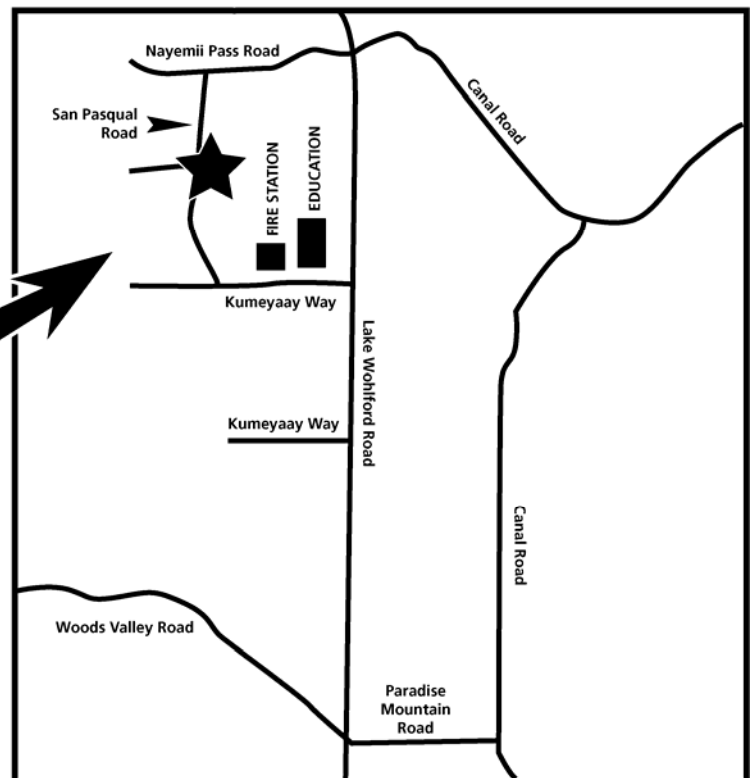 Nayemii Pass Road
Canal Road
San Pasqual
Road
FIRE STATION
EDUCATION
Kumeyaay Way
Lake Wohlford Road
Kumeyaay Way
Canal Road
Woods Valley Road
Paradise
Mountain
Road